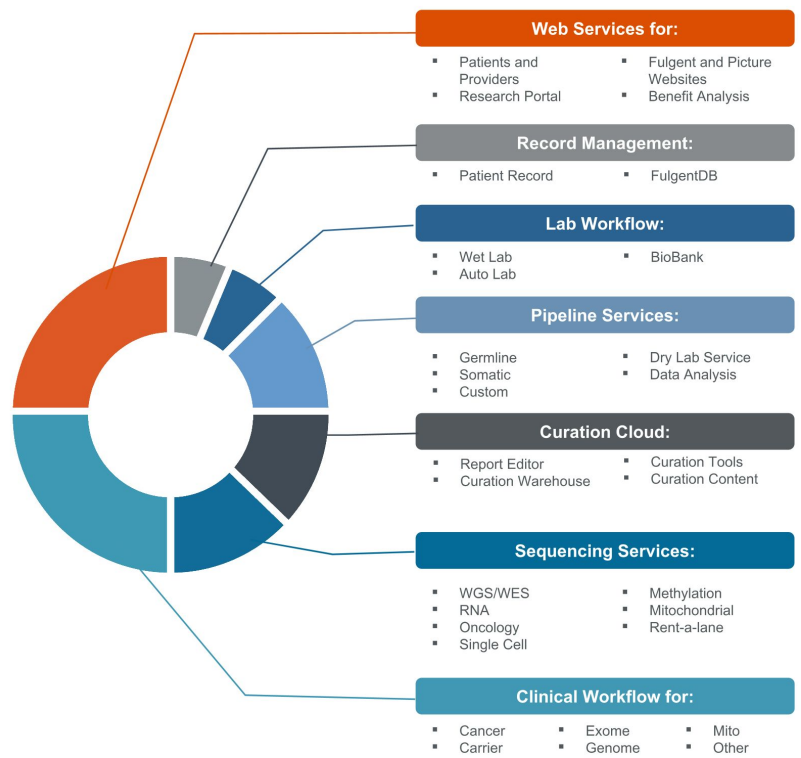 Web Services for:
Patients and
Providers
Research Portal
Fulgent and Picture
Websites
Benefit Analysis
Record Management:
Patient Record
FulgentDB
Lab Workflow:
Wet Lab
Auto Lab
BioBank
Pipeline Services:
Germline
Somatic
Custom
Dry Lab Service
Data Analysis
Curation Cloud:
Report Editor
Curation Warehouse
Curation Tools
Curation Content
Sequencing Services:
WGS/WES
RNA
Oncology
Single Cell
Methylation
Mitochondrial
Rent-a-lane
Clinical Workflow for:
Cancer
Carrier
Exome
Genome
Mito
Other